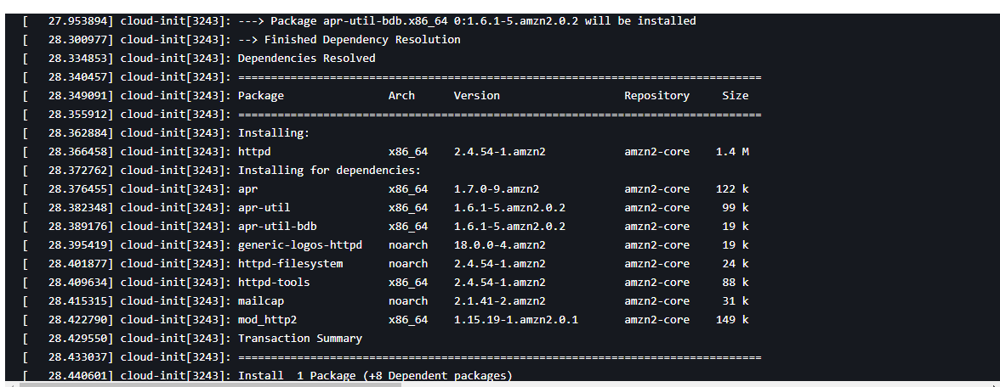 [   27.953894] cloud-init[3243]: ---> Package apr-util-bdb.x86_64 0:1.6.1-5.amzn2.0.2 will be installed
[   28.300977] cloud-init[3243]: --> Finished Dependency Resolution
[   28.334853] cloud-init[3243]: Dependencies Resolved
[   28.340457] cloud-init[3243]: ================================================================================
[   28.349091] cloud-init[3243]: Package                Arch      Version                   Repository     Size
[   28.355912] cloud-init[3243]: ================================================================================
[   28.362884] cloud-init[3243]: Installing:
[   28.366458] cloud-init[3243]: httpd                  x86_64    2.4.54-1.amzn2            amzn2-core    1.4 M
[   28.372762] cloud-init[3243]: Installing for dependencies:
[   28.376455] cloud-init[3243]: apr                    x86_64    1.7.0-9.amzn2             amzn2-core    122 k
[   28.382348] cloud-init[3243]: apr-util               x86_64    1.6.1-5.amzn2.0.2         amzn2-core     99 k
[   28.389176] cloud-init[3243]: apr-util-bdb           x86_64    1.6.1-5.amzn2.0.2         amzn2-core     19 k
[   28.395419] cloud-init[3243]: generic-logos-httpd    noarch    18.0.0-4.amzn2            amzn2-core     19 k
[   28.401877] cloud-init[3243]: httpd-filesystem       noarch    2.4.54-1.amzn2            amzn2-core     24 k
[   28.409634] cloud-init[3243]: httpd-tools            x86_64    2.4.54-1.amzn2            amzn2-core     88 k
[   28.415315] cloud-init[3243]: mailcap                noarch    2.1.41-2.amzn2            amzn2-core     31 k
[   28.422790] cloud-init[3243]: mod_http2              x86_64    1.15.19-1.amzn2.0.1       amzn2-core    149 k
[   28.429550] cloud-init[3243]: Transaction Summary
[   28.433037] cloud-init[3243]: ================================================================================
[   28.440601] cloud-init[3243]: Install  1 Package (+8 Dependent packages)